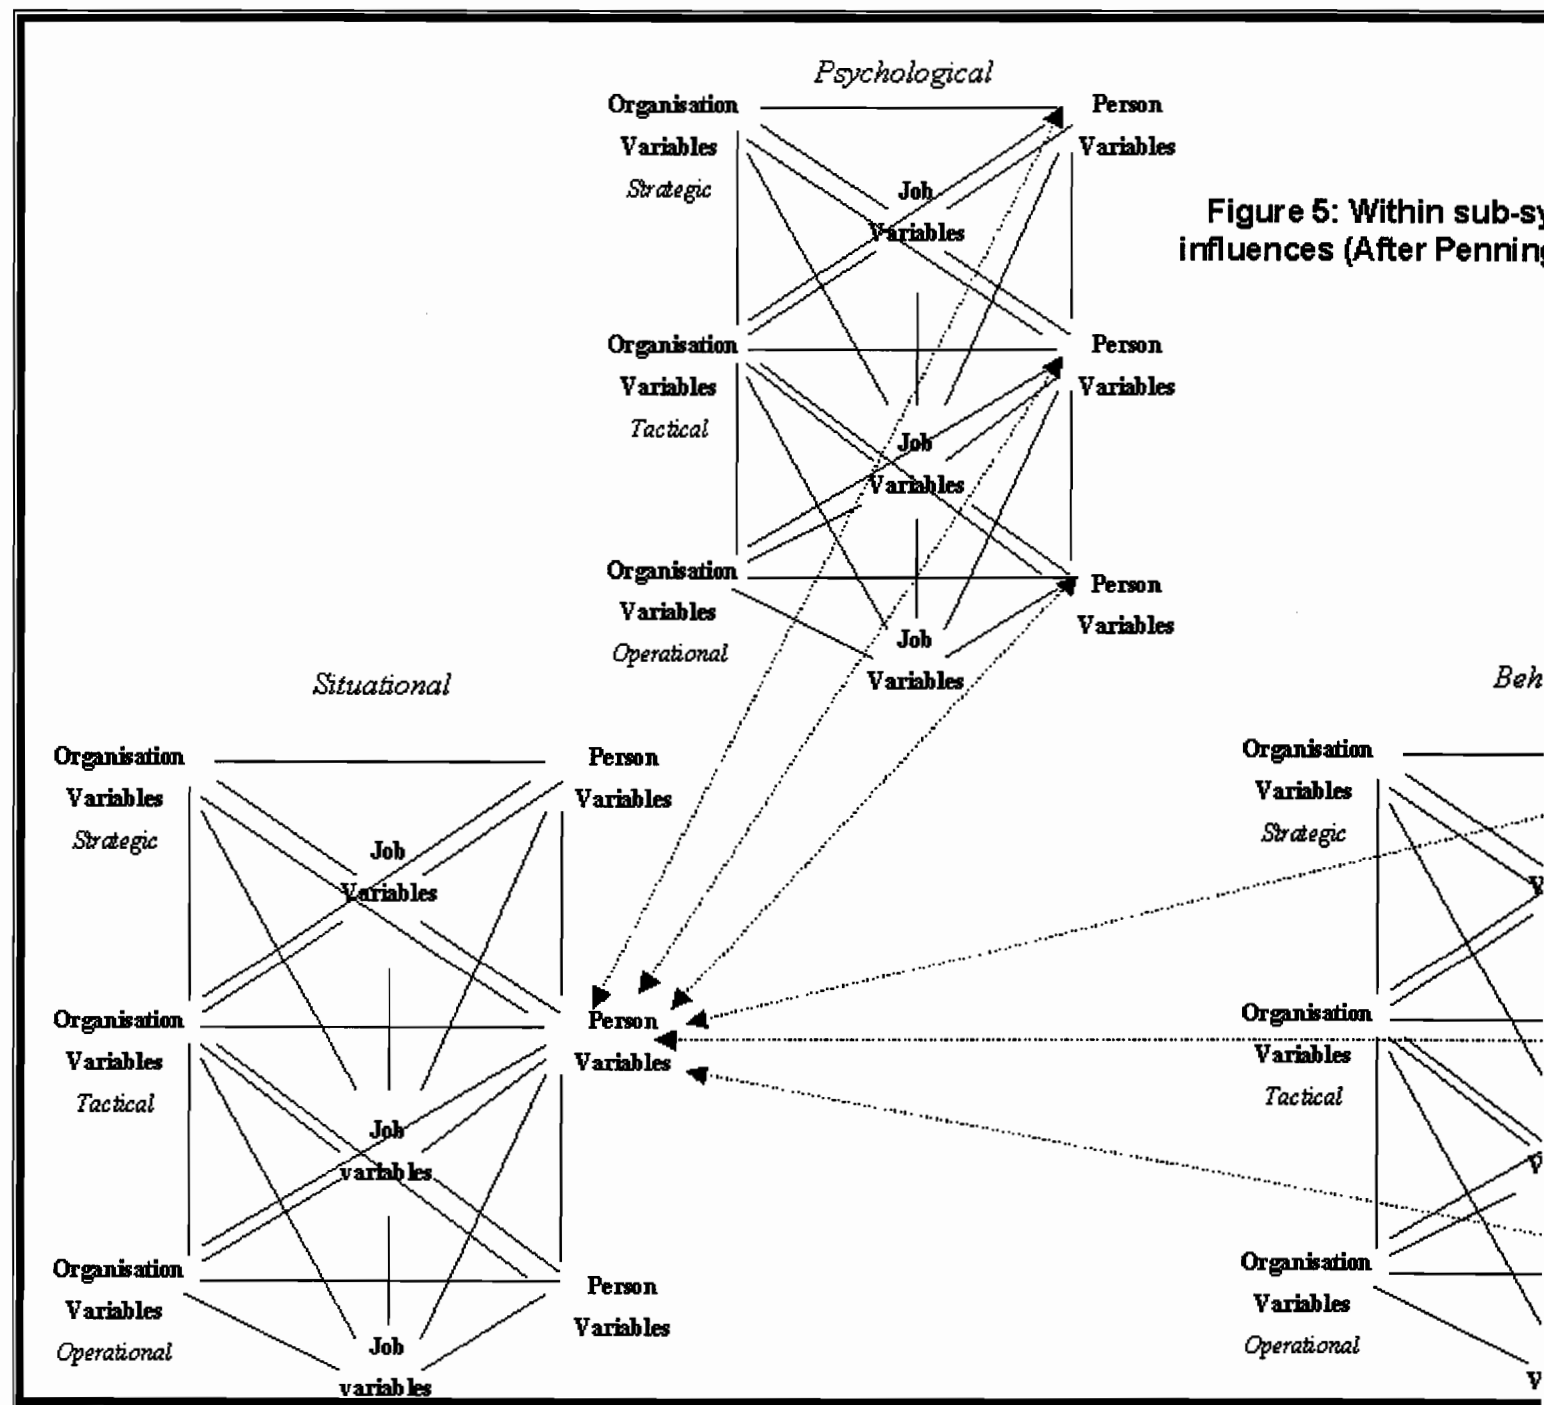 Psychological
Organisation
Variables
Strategic
Person
Variables
Job
Variables
Figure 5: Within sub-sy
influences (After Penning
Organisation
Variables
Tactical
Person
Variables
Job
Variables
Organisation
Variables
Operational
Person
Variables
Job
Variables
Situational
Organisation
Variables
Strategic
Person
Variables
Job
Variables
Organisation
Variables
Tactical
Person
Variables
Job
variables
Organisation
Variables
Operational
Person
Variables
Job
variables
Beh
Organisation
Variables
Strategic
V
Organisation
Variables
Tactical
V
Organisation
Variables
Operational
V